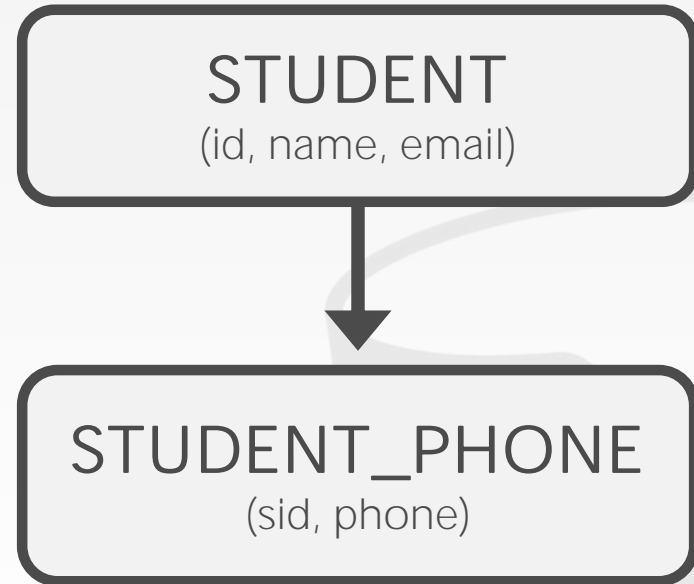 STUDENT
(id, name, email)
STUDENT_PHONE
(sid, phone)